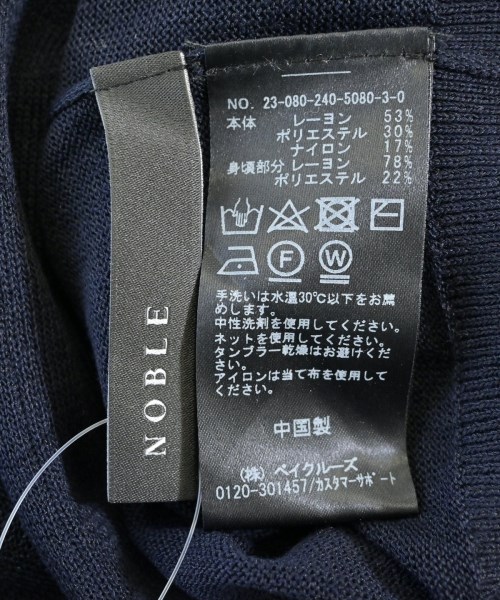 NOBLE
NO. 23-080-240-5080-3-0
本体 レーヨン 53%
ポリエステル 30%
ナイロン 17%
身頃部分 レーヨン 78%
ポリエステル 22%
F W
手洗いは水温30℃以下をお薦
めします。
中性洗剤を使用してください。
ネットを使用してください。
タンブラー乾燥はお避けくだ
さい。
アイロンは当て布を使用して
ください。
中国製
(株) ベイクルーズ
0120-301457/カスタマーサポート